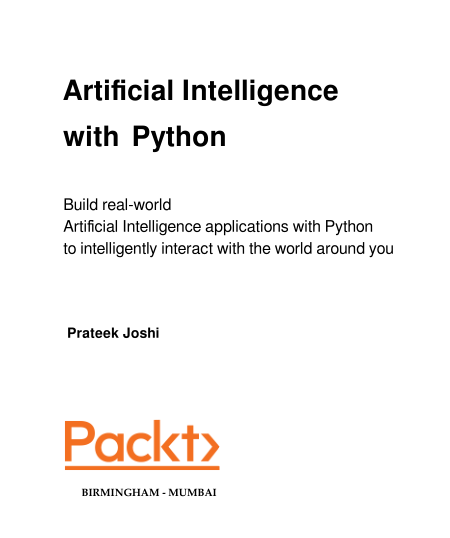 Artificial Intelligence
with Python
Build real-world
Artificial Intelligence applications with Python
to intelligently interact with the world around you
Prateek Joshi
Packt>
BIRMINGHAM - MUMBAI